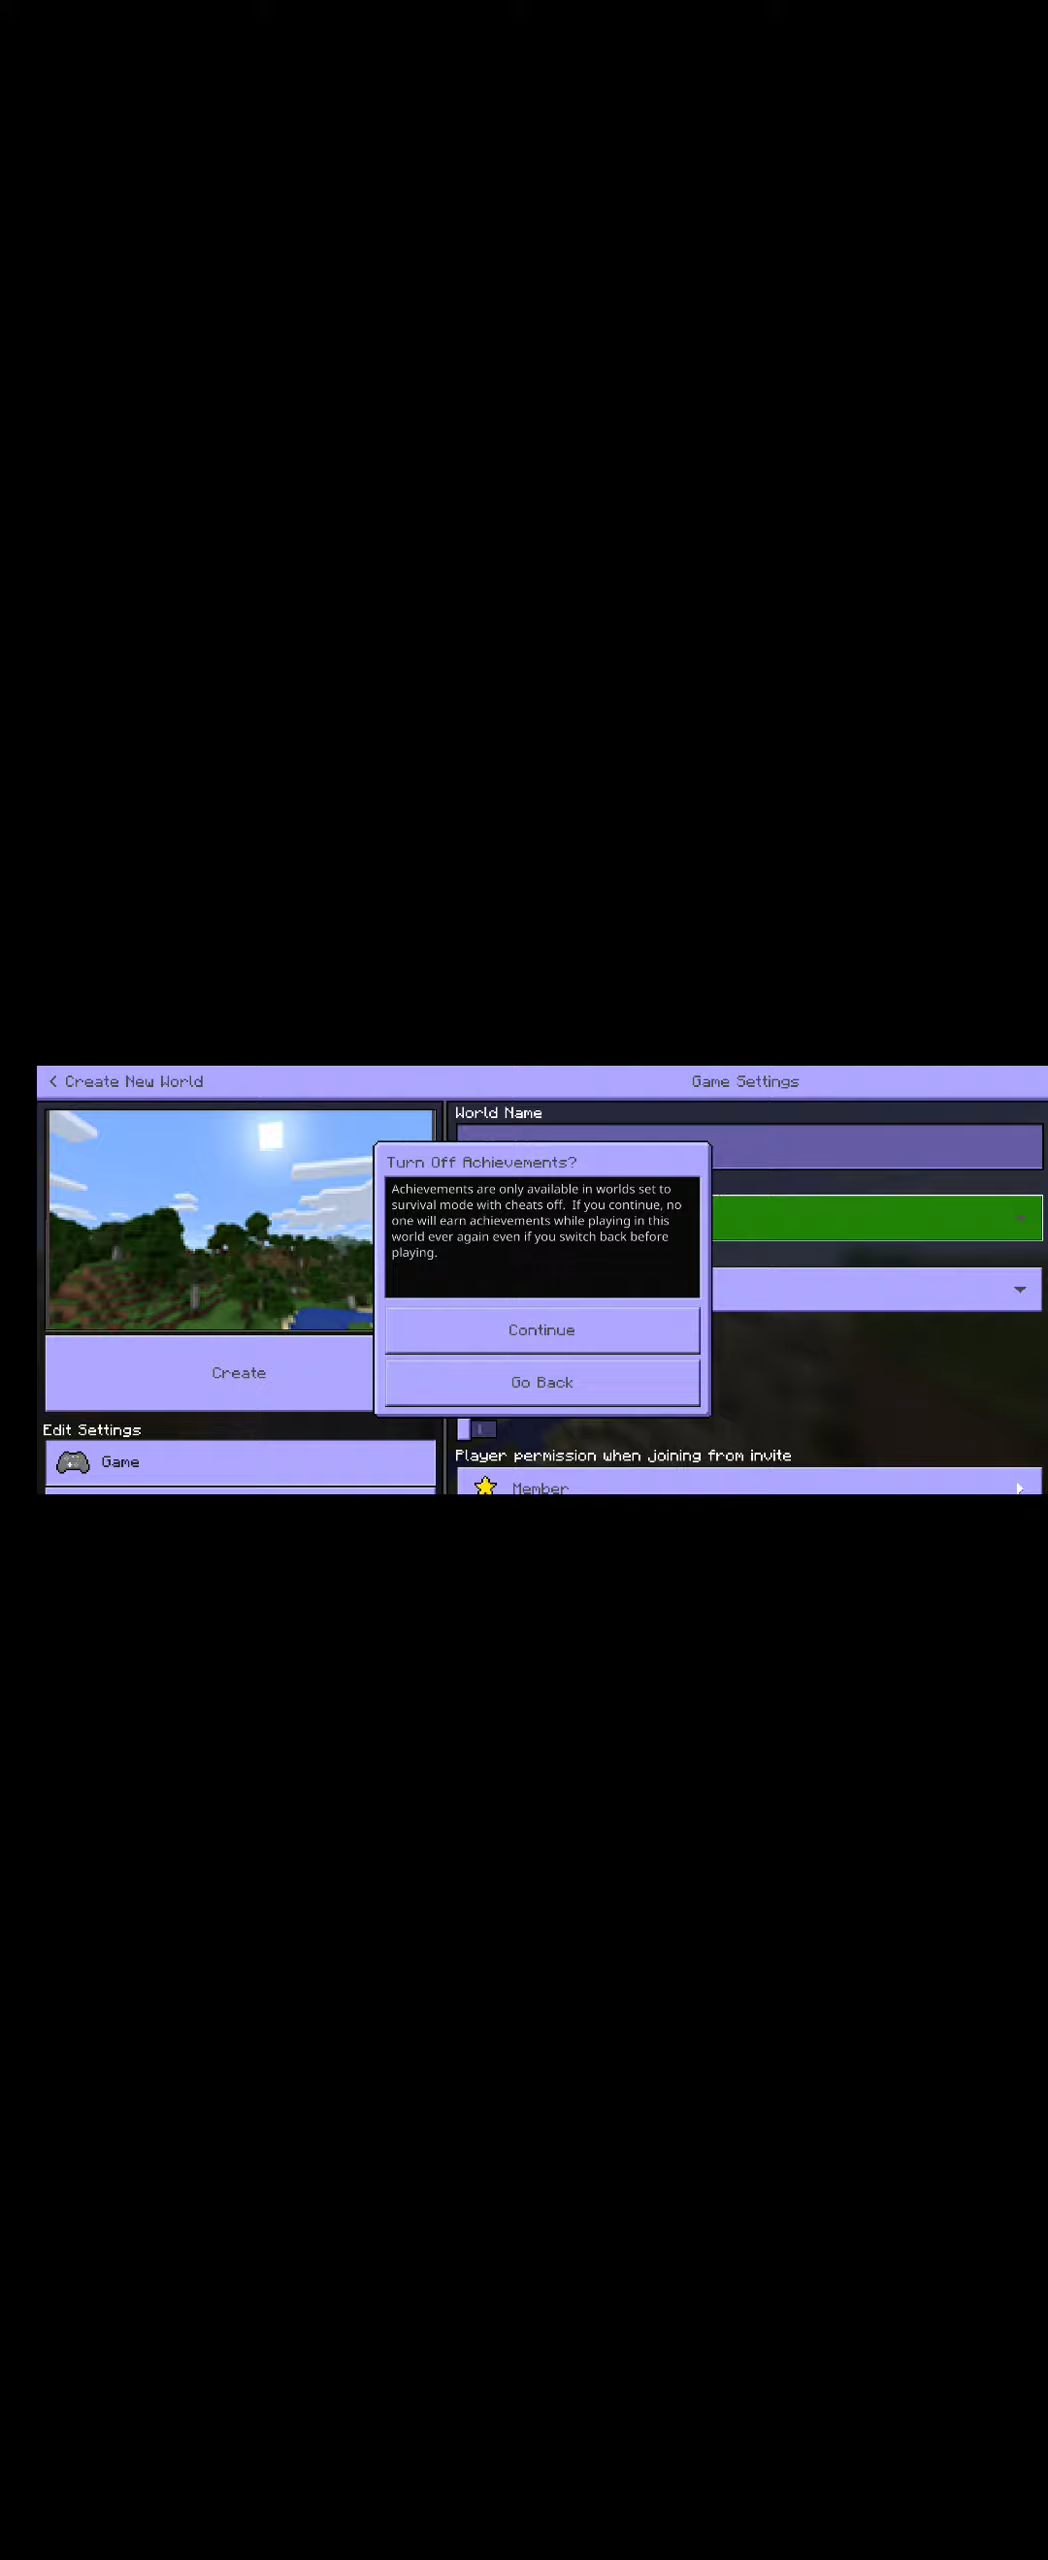 < Create New World
Game Settings
World Name
Turn Off Achievements?
Achievements are only available in worlds set to
survival mode with cheats off.  If you continue, no
one will earn achievements while playing in this
world ever again even if you switch back before
playing.
Continue
Go Back
Create
Edit Settings
Game
Player permission when joining from invite
Member